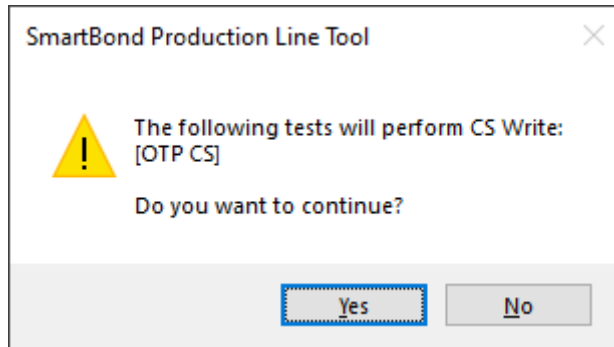 SmartBond Production Line Tool
The following tests will perform CS Write:
[OTP CS]
Do you want to continue?
Yes
No